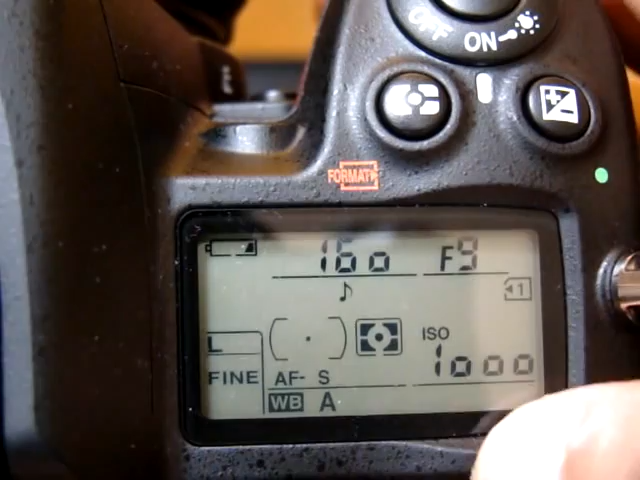 OFF
ON
FORMAT
160 F9
1
L
ISO
1000
FINE
AF- S
WB A